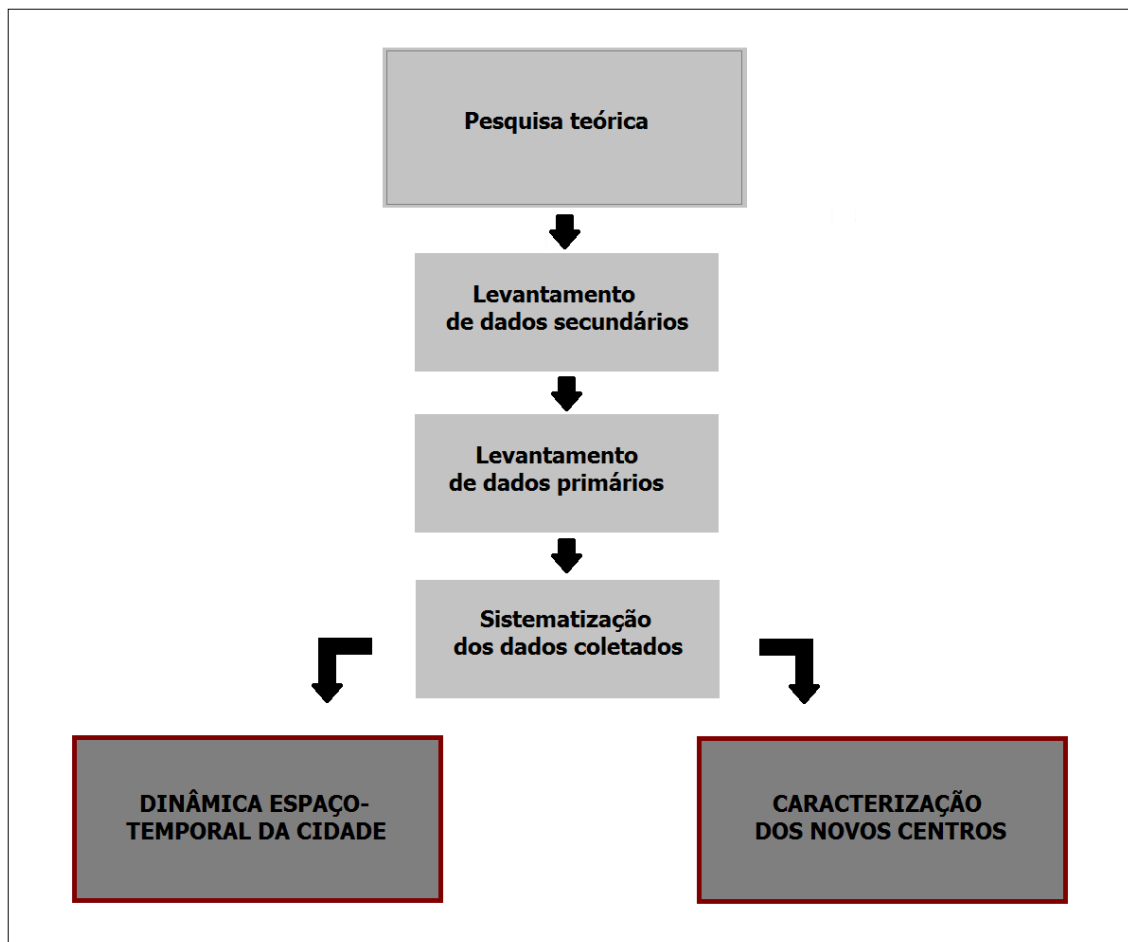 Pesquisa teórica
Levantamento
de dados secundários
Levantamento
de dados primários
Sistematização
dos dados coletados
DINÂMICA ESPAÇO-
TEMPORAL DA CIDADE
CARACTERIZAÇÃO
DOS NOVOS CENTROS